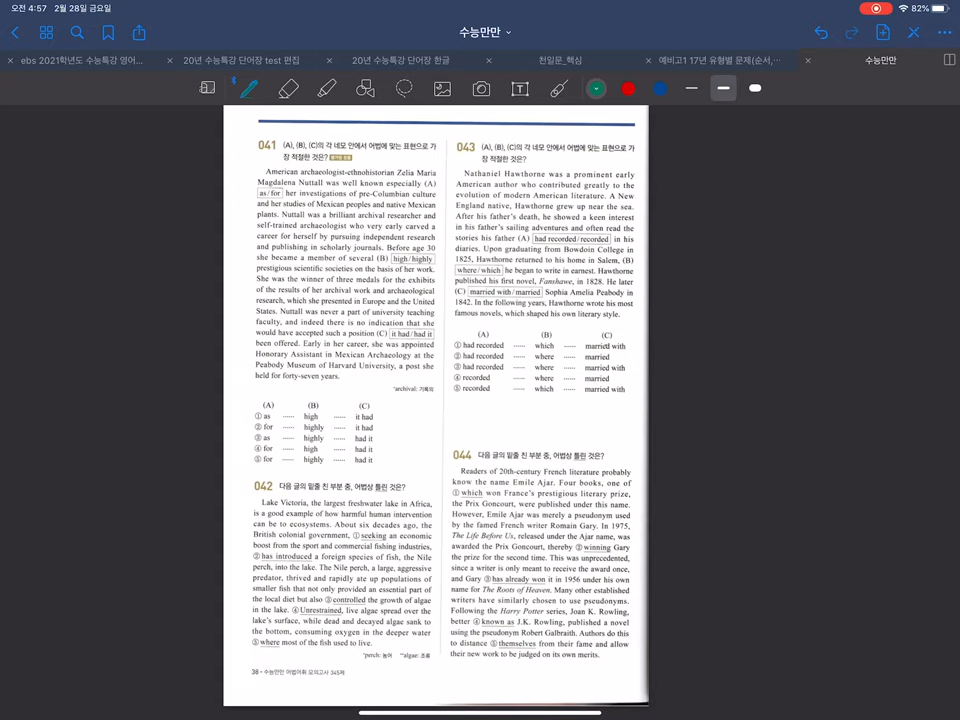 오전 4:57 2월 28일 금요일
82%
수능만만
ebs 2021학년도 수능특강 영어...
20년 수능특강 단어장 test 편집
20년 수능특강 단어장 한글
천일문_핵심
예비고1 17년 유형별 문제(순서,...
수능만만
041 (A), (B), (C)의 각 네모 안에서 어법에 맞는 표현으로 가
장 적절한 것은?
American archaeologist-ethnohistorian Zelia Maria
Magdalena Nuttall was well known especially (A)
as/for her investigations of pre-Columbian culture
and her studies of Mexican peoples and native Mexican
plants. Nuttall was a brilliant archival researcher and
self-trained archaeologist who very early carved a
career for herself by pursuing independent research
and publishing in scholarly journals. Before age 30
she became a member of several (B) high/highly
prestigious scientific societies on the basis of her work.
She was the winner of three medals for the exhibits
of the results of her archival work and archaeological
research, which she presented in Europe and the United
States. Nuttall was never a part of university teaching
faculty, and indeed there is no indication that she
would have accepted such a position (C) it had/had it
been offered. Early in her career, she was appointed
Honorary Assistant in Mexican Archaeology at the
Peabody Museum of Harvard University, a post she
held for forty-seven years.
*archival: 기록의
(A) (B) (C)
① as ······ high ······ it had
② for ······ highly ······ it had
③ as ······ highly ······ had it
④ for ······ high ······ had it
⑤ for ······ highly ······ had it
042 다음 글의 밑줄 친 부분 중, 어법상 틀린 것은?
Lake Victoria, the largest freshwater lake in Africa,
is a good example of how harmful human intervention
can be to ecosystems. About six decades ago, the
British colonial government, ① seeking an economic
boost from the sport and commercial fishing industries,
② has introduced a foreign species of fish, the Nile
perch, into the lake. The Nile perch, a large, aggressive
predator, thrived and rapidly ate up populations of
smaller fish that not only provided an essential part of
the local diet but also ③ controlled the growth of algae
in the lake. ④ Unrestrained, live algae spread over the
lake's surface, while dead and decayed algae sank to
the bottom, consuming oxygen in the deeper water
⑤ where most of the fish used to live.
*perch: 농어 **algae: 조류
38 • 수능만만 어법어휘 모의고사 345제
043 (A), (B), (C)의 각 네모 안에서 어법에 맞는 표현으로 가
장 적절한 것은?
Nathaniel Hawthorne was a prominent early
American author who contributed greatly to the
evolution of modern American literature. A New
England native, Hawthorne grew up near the sea.
After his father's death, he showed a keen interest
in his father's sailing adventures and often read the
stories his father (A) had recorded/recorded in his
diaries. Upon graduating from Bowdoin College in
1825, Hawthorne returned to his home in Salem, (B)
where/which he began to write in earnest. Hawthorne
published his first novel, Fanshawe, in 1828. He later
(C) married with/married Sophia Amelia Peabody in
1842. In the following years, Hawthorne wrote his most
famous novels, which shaped his own literary style.
(A) (B) (C)
① had recorded ······ which ······ married with
② had recorded ······ where ······ married
③ had recorded ······ where ······ married with
④ recorded ······ where ······ married
⑤ recorded ······ which ······ married with
044 다음 글의 밑줄 친 부분 중, 어법상 틀린 것은?
Readers of 20th-century French literature probably
know the name Emile Ajar. Four books, one of
① which won France's prestigious literary prize,
the Prix Goncourt, were published under this name.
However, Emile Ajar was merely a pseudonym used
by the famed French writer Romain Gary. In 1975,
The Life Before Us, released under the Ajar name, was
awarded the Prix Goncourt, thereby ② winning Gary
the prize for the second time. This was unprecedented,
since a writer is only meant to receive the award once,
and Gary ③ has already won it in 1956 under his own
name for The Roots of Heaven. Many other established
writers have similarly chosen to use pseudonyms.
Following the Harry Potter series, Joan K. Rowling,
better ④ known as J.K. Rowling, published a novel
using the pseudonym Robert Galbraith. Authors do this
to distance ⑤ themselves from their fame and allow
their new work to be judged on its own merits.